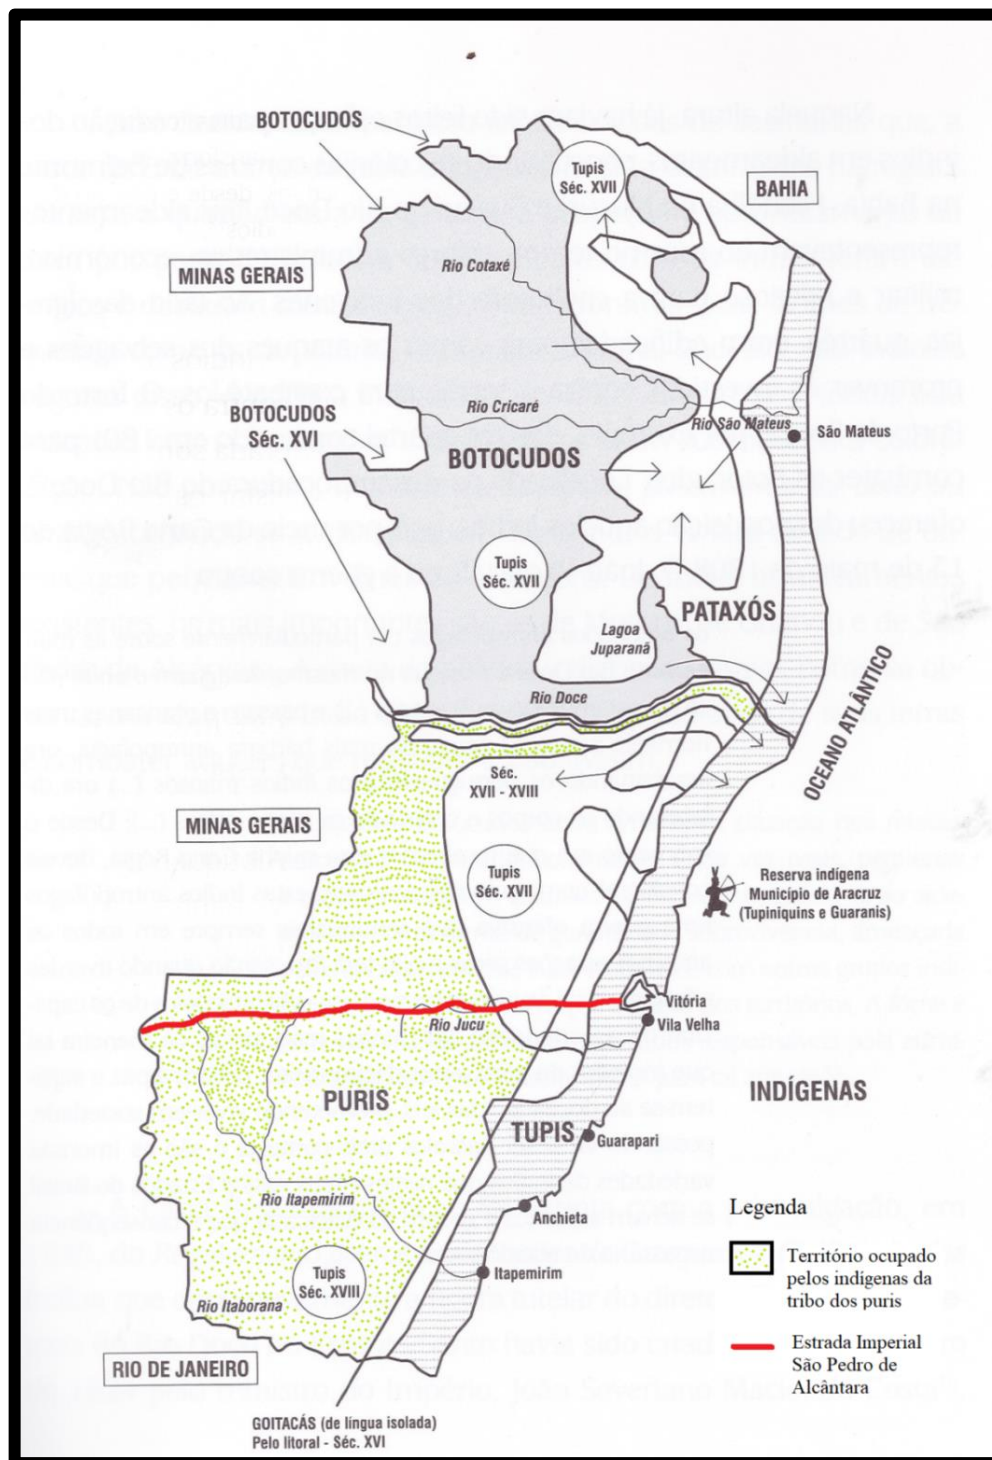 BOTOCUDOS
Tupis
Séc. XVII
BAHIA
MINAS GERAIS
Rio Cotaxé
BOTOCUDOS
Séc. XVI
Rio Cricaré
Rio São Mateus
São Mateus
BOTOCUDOS
Tupis
Séc. XVII
PATAXÓS
Lagoa
Juparanã
Rio Doce
OCEANO ATLÂNTICO
Séc.
XVII - XVIII
MINAS GERAIS
Tupis
Séc. XVII
Reserva indígena
Município de Aracruz
(Tupiniquins e Guaranis)
Vitória
Rio Jucu
Vila Velha
PURIS
INDÍGENAS
TUPIS
Guarapari
Rio Itapemirim
Anchieta
Legenda
Território ocupado
pelos indígenas da
tribo dos puris
Itapemirim
Tupis
Séc. XVIII
Rio Itaborana
Estrada Imperial
São Pedro de
Alcântara
RIO DE JANEIRO
GOITACÁS (de língua isolada)
Pelo litoral - Séc. XVI